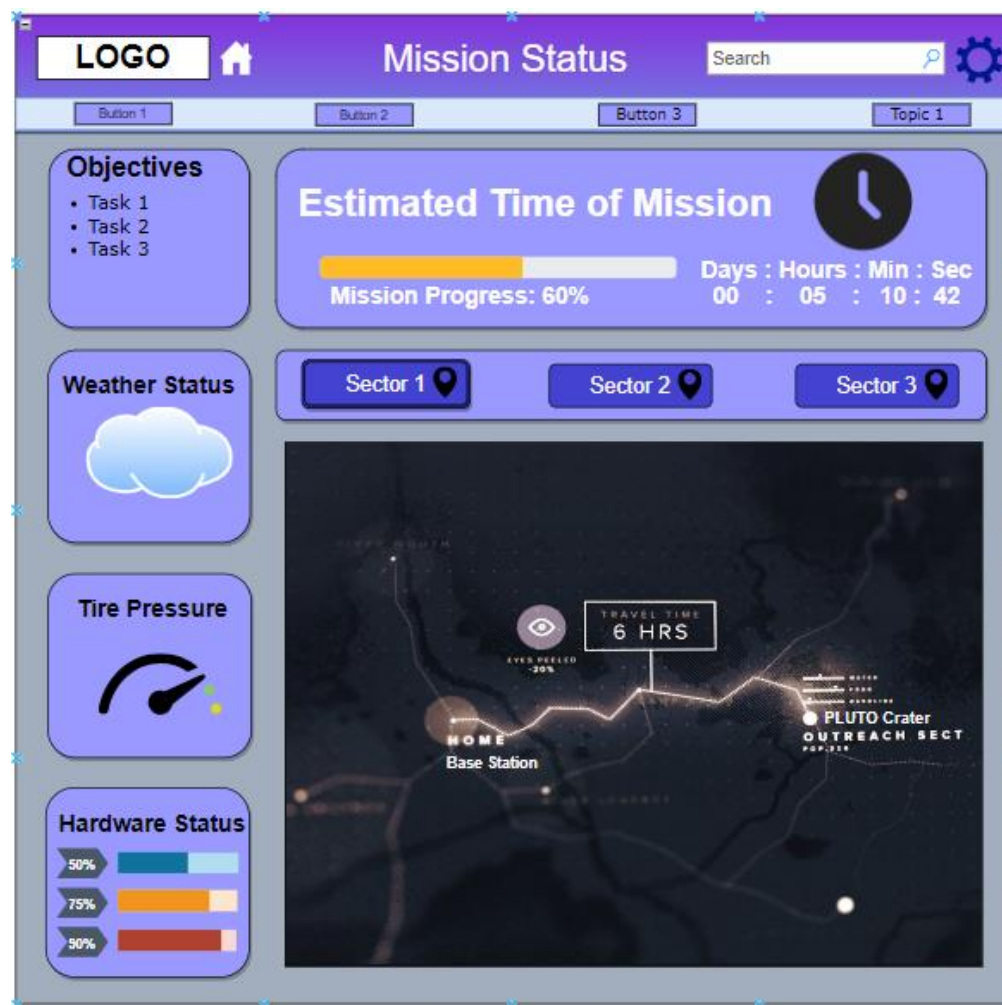 LOGO
Mission Status
Search
Button 1
Button 2
Button 3
Topic 1
Objectives
• Task 1
• Task 2
• Task 3
Estimated Time of Mission
Mission Progress: 60%
Days : Hours : Min : Sec
00 : 05 : 10 : 42
Weather Status
Sector 1
Sector 2
Sector 3
Tire Pressure
Hardware Status
50%
75%
90%
TRAVEL TIME
6 HRS
EYES PEELED
-20%
HOME
Base Station
WATER
FOOD
GASOLINE
PLUTO Crater
OUTREACH SECT